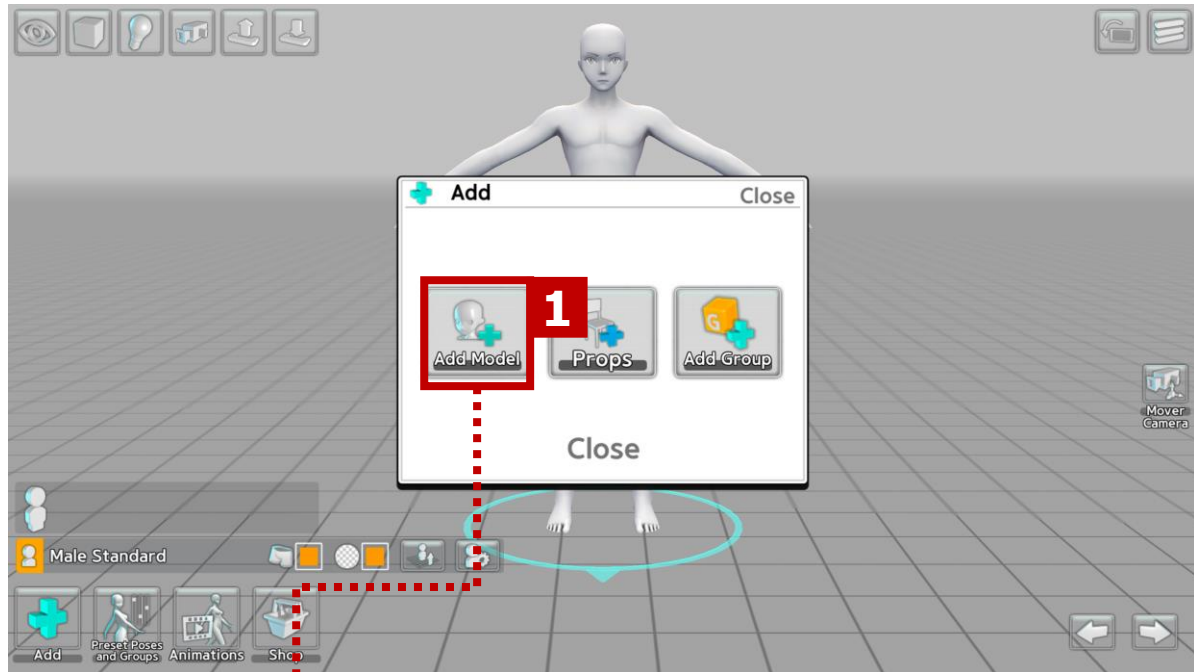 Add
Close
1
Add Model
Props
Add Group
G
Close
Mover
Camera
Male Standard
Add
Preset Poses
and Groups
Animations
Shop